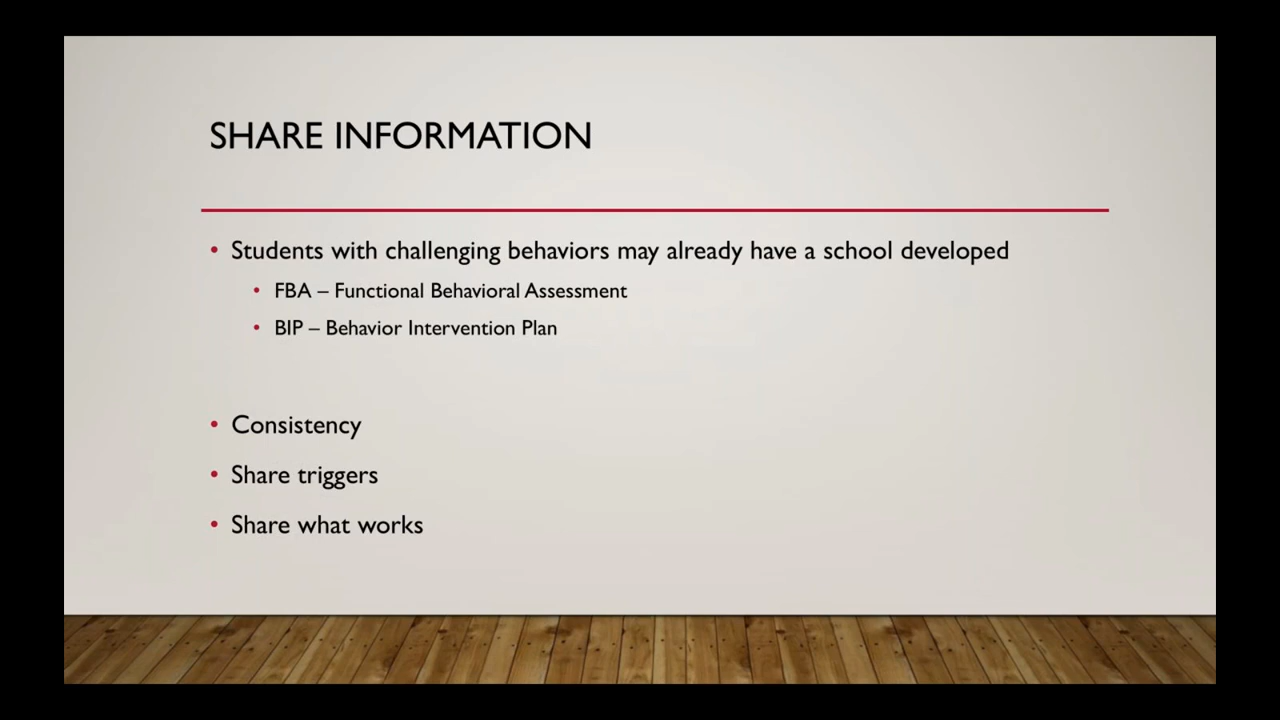 SHARE INFORMATION
• Students with challenging behaviors may already have a school developed
• FBA – Functional Behavioral Assessment
• BIP – Behavior Intervention Plan
• Consistency
• Share triggers
• Share what works